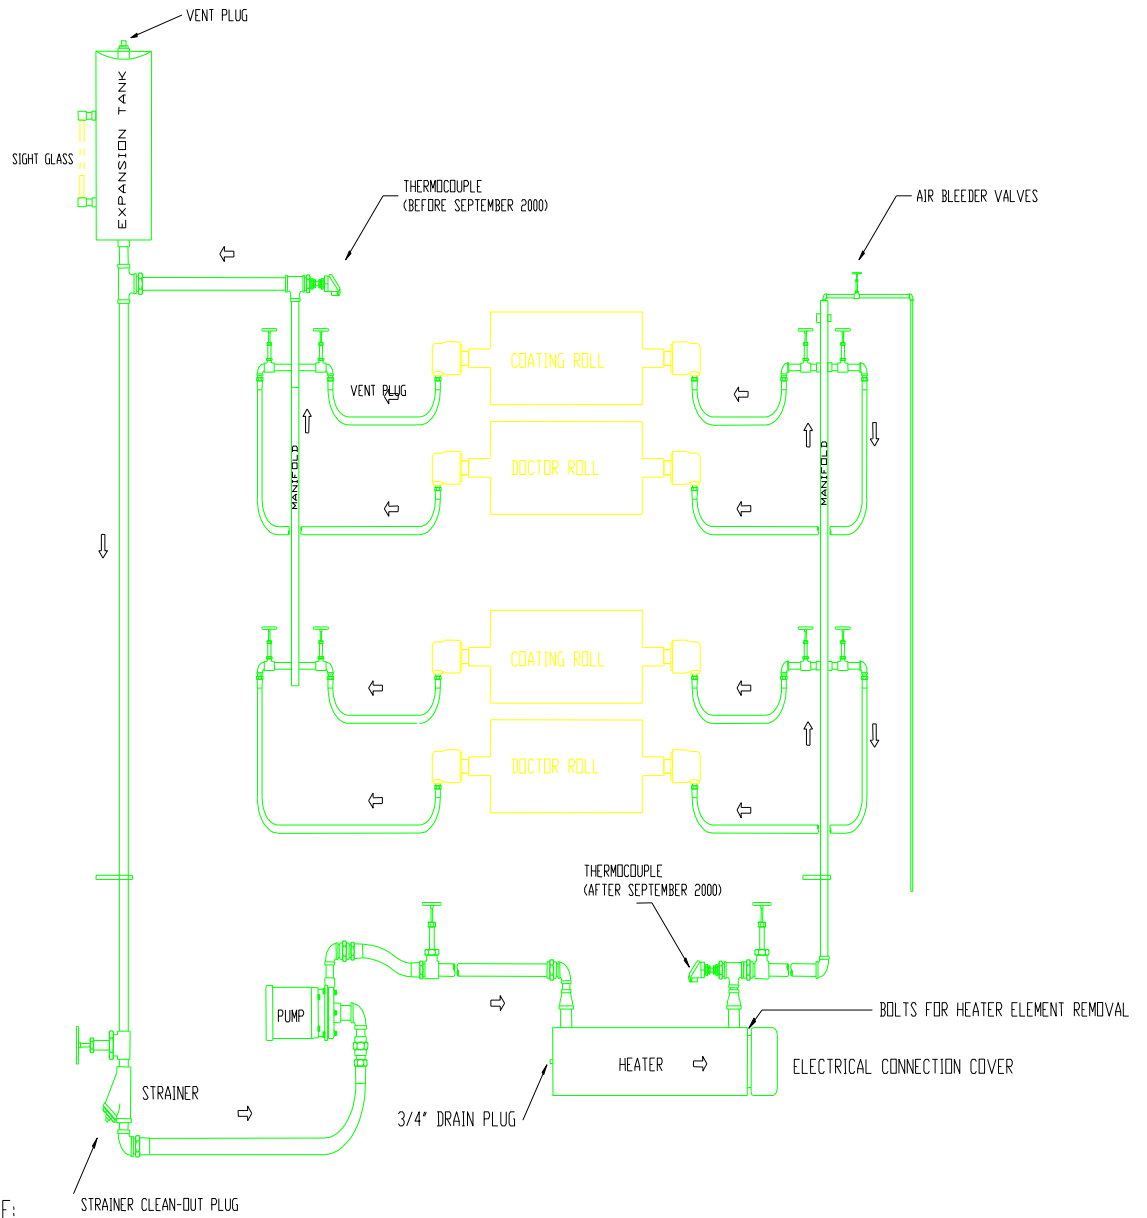 VENT PLUG
EXPANSION TANK
SIGHT GLASS
THERMOCOUPLE
(BEFORE SEPTEMBER 2000)
AIR BLEEDER VALVES
COATING ROLL
VENT PLUG
DOCTOR ROLL
MANIFOLD
MANIFOLD
COATING ROLL
DOCTOR ROLL
THERMOCOUPLE
(AFTER SEPTEMBER 2000)
PUMP
BOLTS FOR HEATER ELEMENT REMOVAL
HEATER
ELECTRICAL CONNECTION COVER
STRAINER
3/4" DRAIN PLUG
STRAINER CLEAN-OUT PLUG
F: